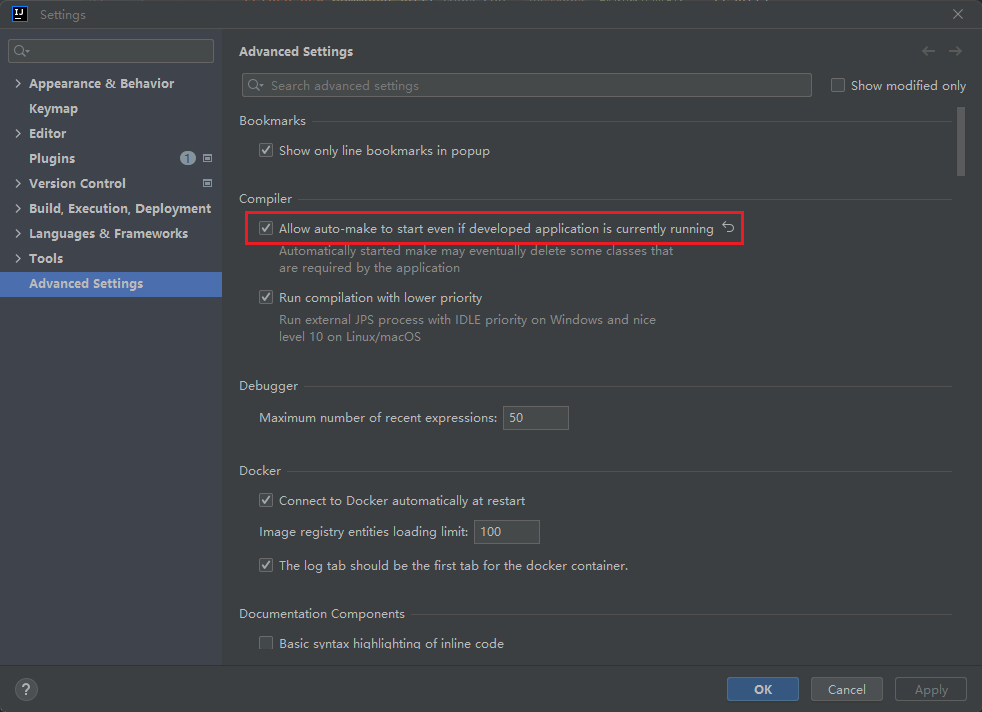 IJ
Settings
Appearance & Behavior
Keymap
Editor
Plugins 1
Version Control
Build, Execution, Deployment
Languages & Frameworks
Tools
Advanced Settings
Advanced Settings
Search advanced settings Show modified only
Bookmarks
Show only line bookmarks in popup
Compiler
Allow auto-make to start even if developed application is currently running
Automatically started make may eventually delete some classes that
are required by the application
Run compilation with lower priority
Run external JPS process with IDLE priority on Windows and nice
level 10 on Linux/macOS
Debugger
Maximum number of recent expressions: 50
Docker
Connect to Docker automatically at restart
Image registry entities loading limit: 100
The log tab should be the first tab for the docker container.
Documentation Components
Basic syntax highlighting of inline code
? OK Cancel Apply